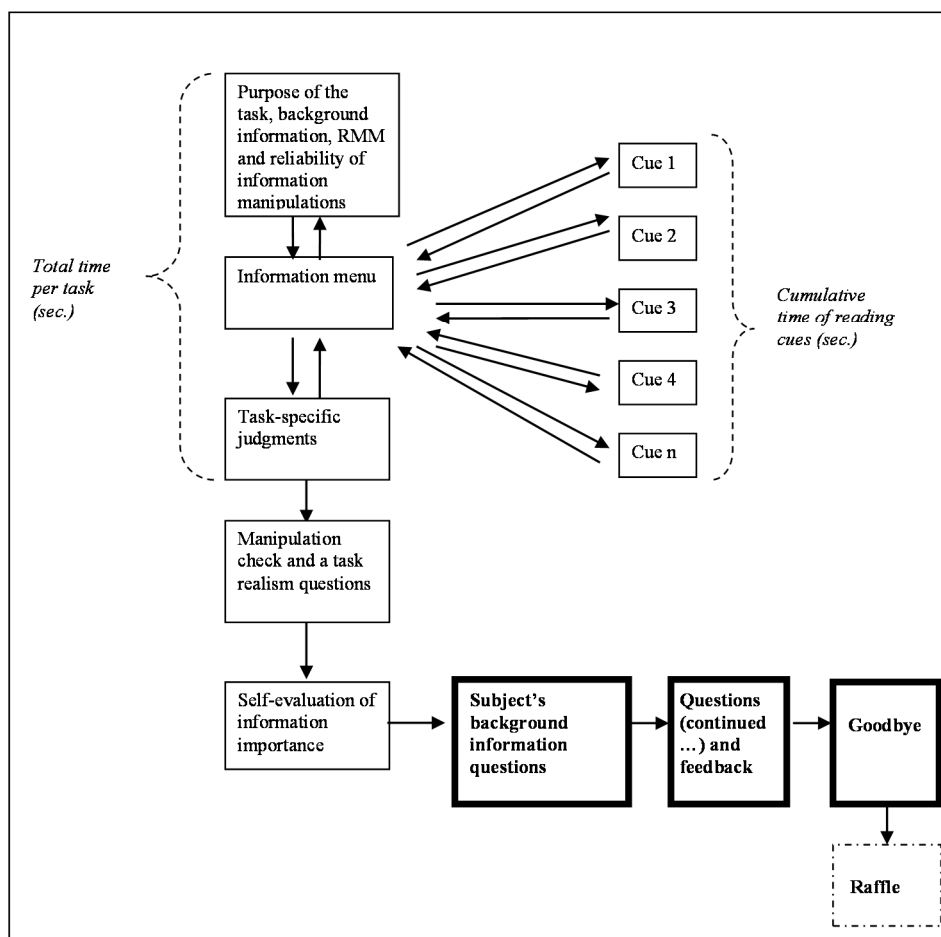 Purpose of the
task, background
information, RMM
and reliability of
information
manipulations
Cue 1
Cue 2
Total time
per task
(sec.)
Information menu
Cue 3
Cumulative
time of reading
cues (sec.)
Cue 4
Task-specific
judgments
Cue n
Manipulation
check and a task
realism questions
Self-evaluation of
information
importance
Subject's
background
information
questions
Questions
(continued
...) and
feedback
Goodbye
Raffle